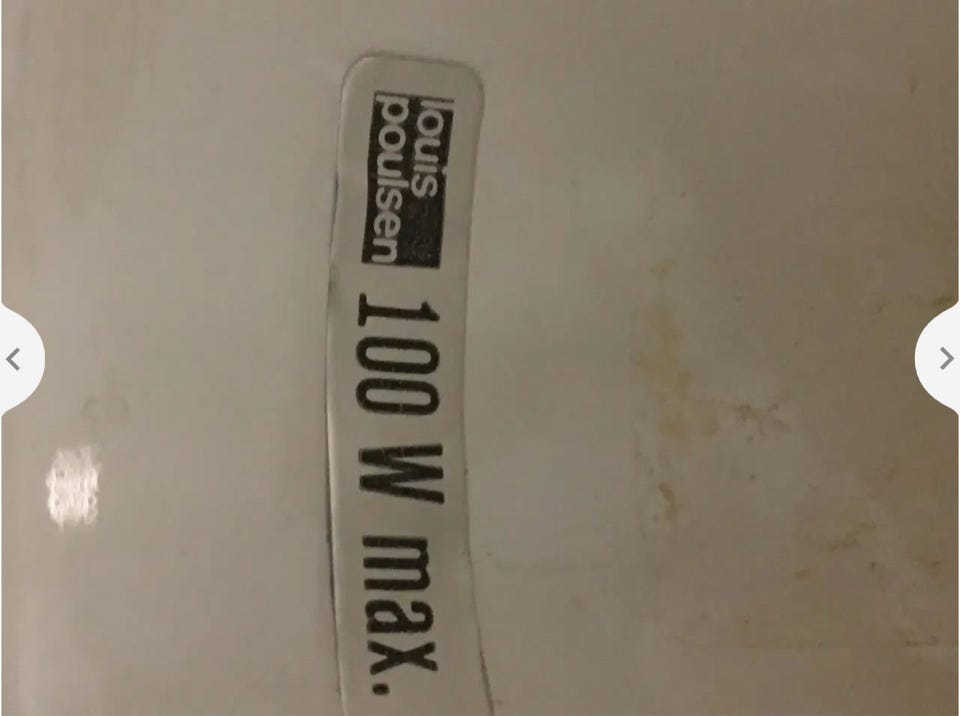 louis
poulsen
100 W max.